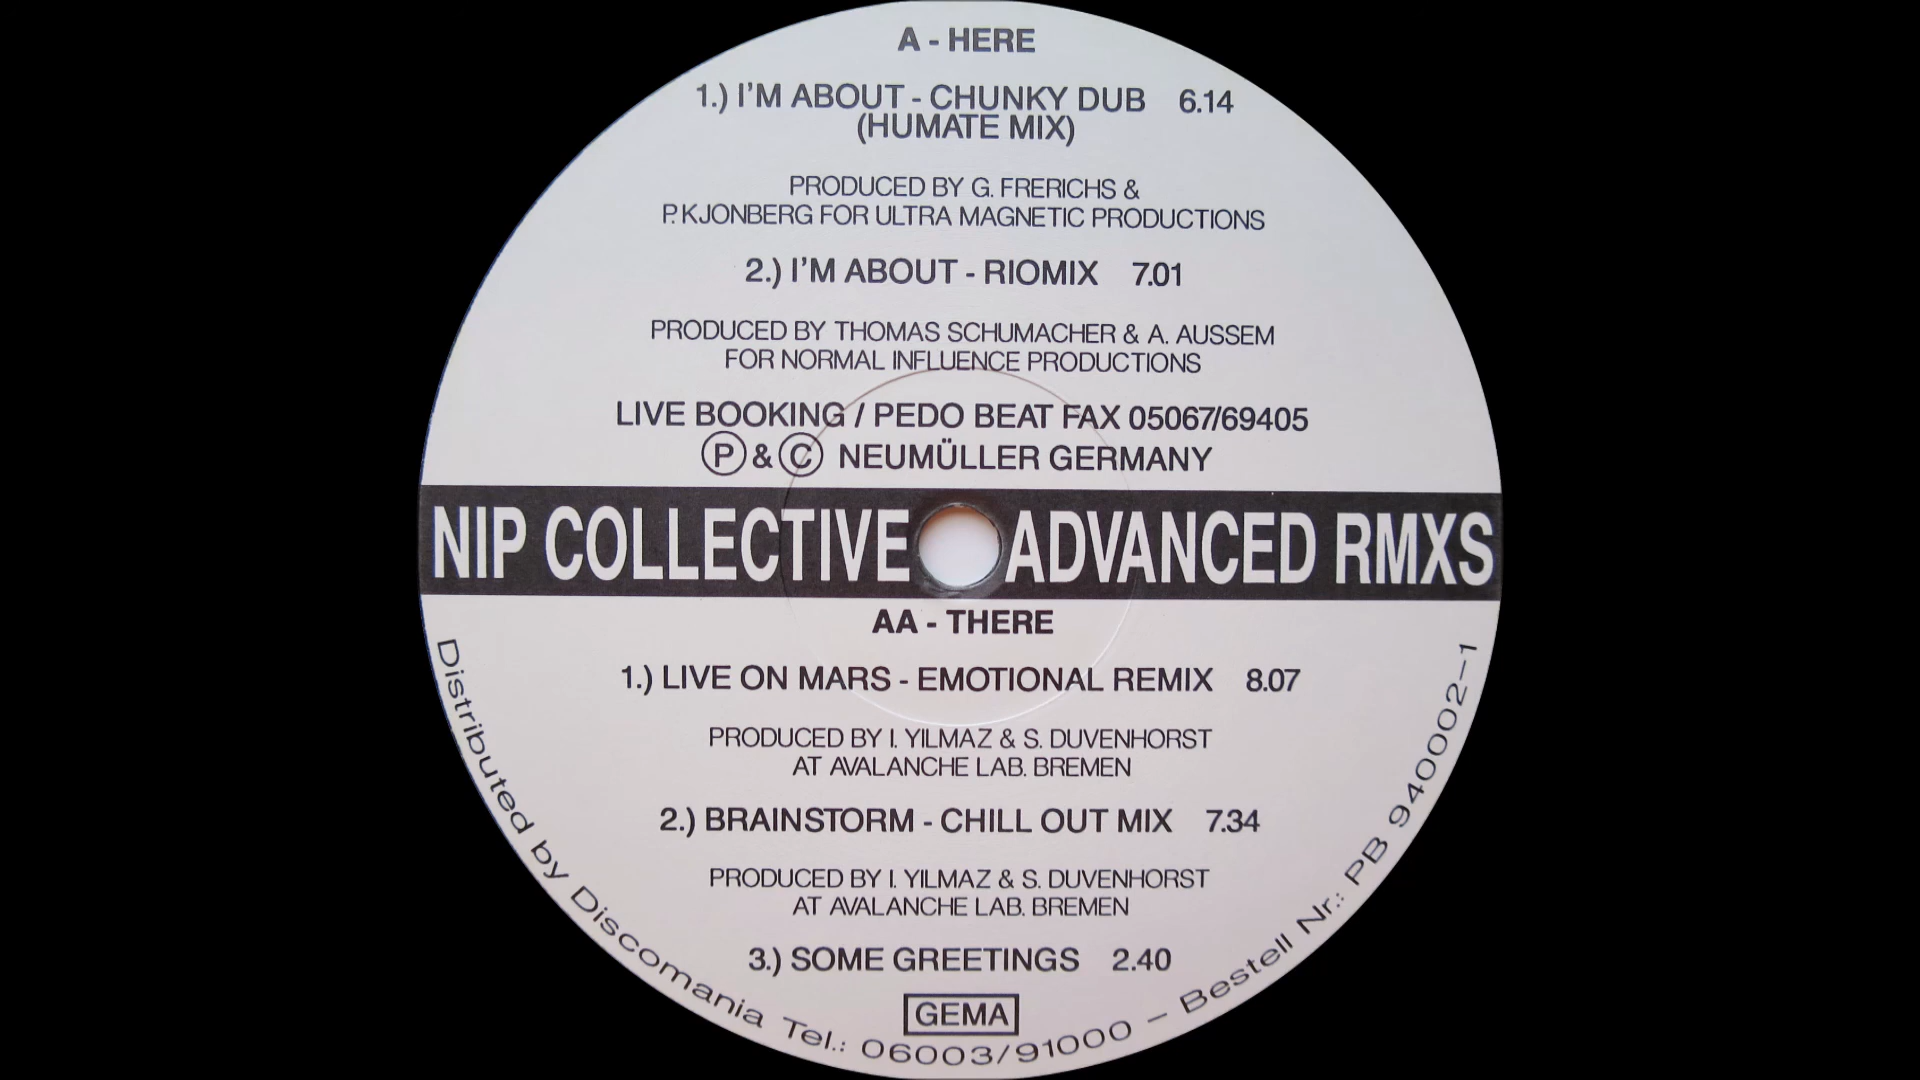 A - HERE
1.) I'M ABOUT - CHUNKY DUB 6.14
(HUMATE MIX)
PRODUCED BY G. FRERICHS &
P. KJONBERG FOR ULTRA MAGNETIC PRODUCTIONS
2.) I'M ABOUT - RIOMIX 7.01
PRODUCED BY THOMAS SCHUMACHER & A. AUSSEM
FOR NORMAL INFLUENCE PRODUCTIONS
LIVE BOOKING / PEDO BEAT FAX 05067/69405
Ⓟ & Ⓒ NEUMÜLLER GERMANY
NIP COLLECTIVE ADVANCED RMXS
AA - THERE
1.) LIVE ON MARS - EMOTIONAL REMIX 8.07
PRODUCED BY I. YILMAZ & S. DUVENHORST
AT AVALANCHE LAB. BREMEN
2.) BRAINSTORM - CHILL OUT MIX 7.34
PRODUCED BY I. YILMAZ & S. DUVENHORST
AT AVALANCHE LAB. BREMEN
3.) SOME GREETINGS 2.40
GEMA
Distributed by Discomania Tel.: 06003/91000 – Bestell Nr.: PB 940002-1